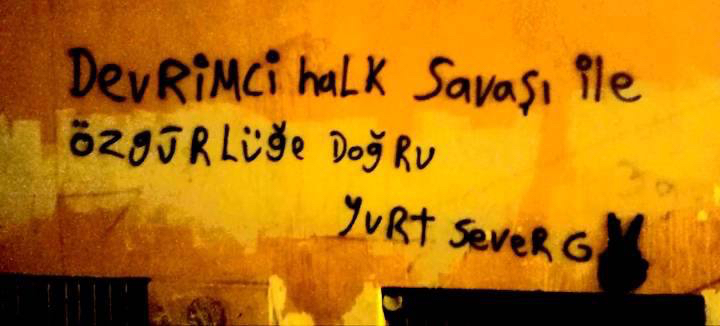 DevRiMci haLK Savaşı ile
özgüRLüğe DoğRu
yuRt SeveR G